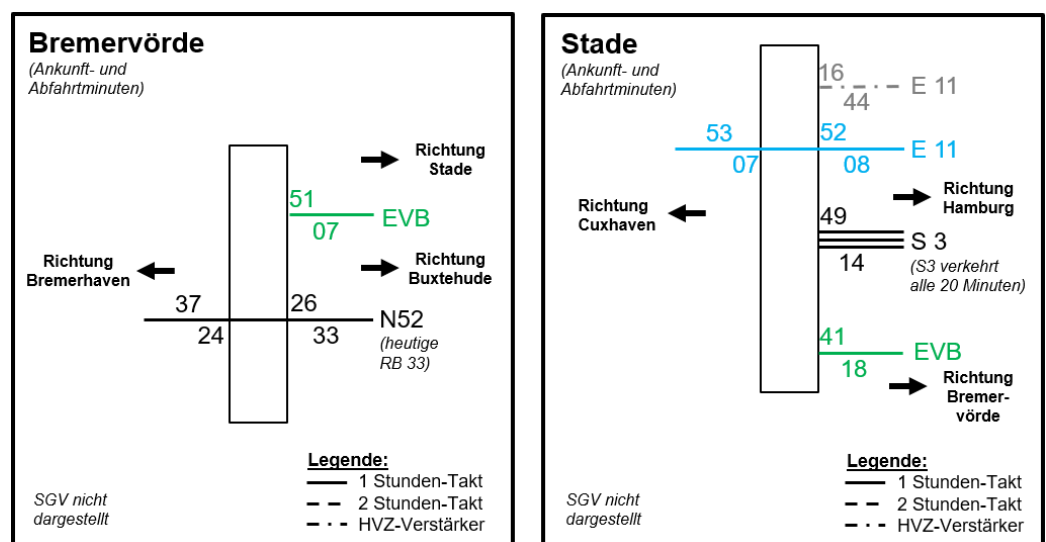 Bremervörde
(Ankunft- und
Abfahrtminuten)
Richtung
Stade
51
EVB
07
Richtung
Bremerhaven
Richtung
Buxtehude
37
26
N52
24
33
(heutige
RB 33)
Legende:
1 Stunden-Takt
2 Stunden-Takt
HVZ-Verstärker
SGV nicht
dargestellt
Stade
(Ankunft- und
Abfahrtminuten)
16
E 11
44
53
52
E 11
07
08
Richtung
Cuxhaven
Richtung
Hamburg
49
S 3
14
(S3 verkehrt
alle 20 Minuten)
41
EVB
18
Richtung
Bremer-
vörde
Legende:
1 Stunden-Takt
2 Stunden-Takt
HVZ-Verstärker
SGV nicht
dargestellt